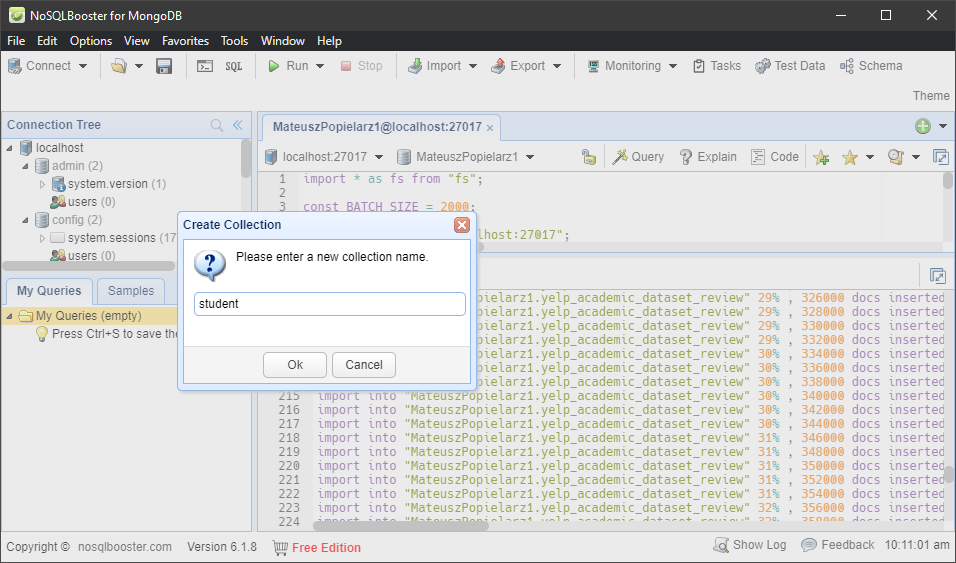 NoSQLBooster for MongoDB
File Edit Options View Favorites Tools Window Help
Connect SQL Run Stop Import Export Monitoring Tasks Test Data Schema
Theme
Connection Tree
localhost
admin (2)
system.version (1)
users (0)
config (2)
system.sessions (17
users (0)
My Queries Samples
My Queries (empty)
Press Ctrl+S to save the
MateuszPopielarz1@localhost:27017
localhost:27017 MateuszPopielarz1 Query Explain Code
1 import * as fs from "fs";
2
3 const BATCH_SIZE = 2000;
lhost:27017";
Create Collection
Please enter a new collection name.
student
Ok Cancel
pielarz1.yelp_academic_dataset_review" 29% , 326000 docs inserted
pielarz1.yelp_academic_dataset_review" 29% , 328000 docs inserted
pielarz1.yelp_academic_dataset_review" 29% , 330000 docs inserted
pielarz1.yelp_academic_dataset_review" 29% , 332000 docs inserted
pielarz1.yelp_academic_dataset_review" 30% , 334000 docs inserted
pielarz1.yelp_academic_dataset_review" 30% , 336000 docs inserted
pielarz1.yelp_academic_dataset_review" 30% , 338000 docs inserted
215 import into "MateuszPopielarz1.yelp_academic_dataset_review" 30% , 340000 docs inserted
216 import into "MateuszPopielarz1.yelp_academic_dataset_review" 30% , 342000 docs inserted
217 import into "MateuszPopielarz1.yelp_academic_dataset_review" 30% , 344000 docs inserted
218 import into "MateuszPopielarz1.yelp_academic_dataset_review" 31% , 346000 docs inserted
219 import into "MateuszPopielarz1.yelp_academic_dataset_review" 31% , 348000 docs inserted
220 import into "MateuszPopielarz1.yelp_academic_dataset_review" 31% , 350000 docs inserted
221 import into "MateuszPopielarz1.yelp_academic_dataset_review" 31% , 352000 docs inserted
222 import into "MateuszPopielarz1.yelp_academic_dataset_review" 31% , 354000 docs inserted
223 import into "MateuszPopielarz1.yelp_academic_dataset_review" 32% , 356000 docs inserted
224 import into "MateuszPopielarz1.yelp_academic_dataset_review" 32% , 358000 docs inserted
Copyright © nosqlbooster.com Version 6.1.8 Free Edition Show Log Feedback 10:11:01 am